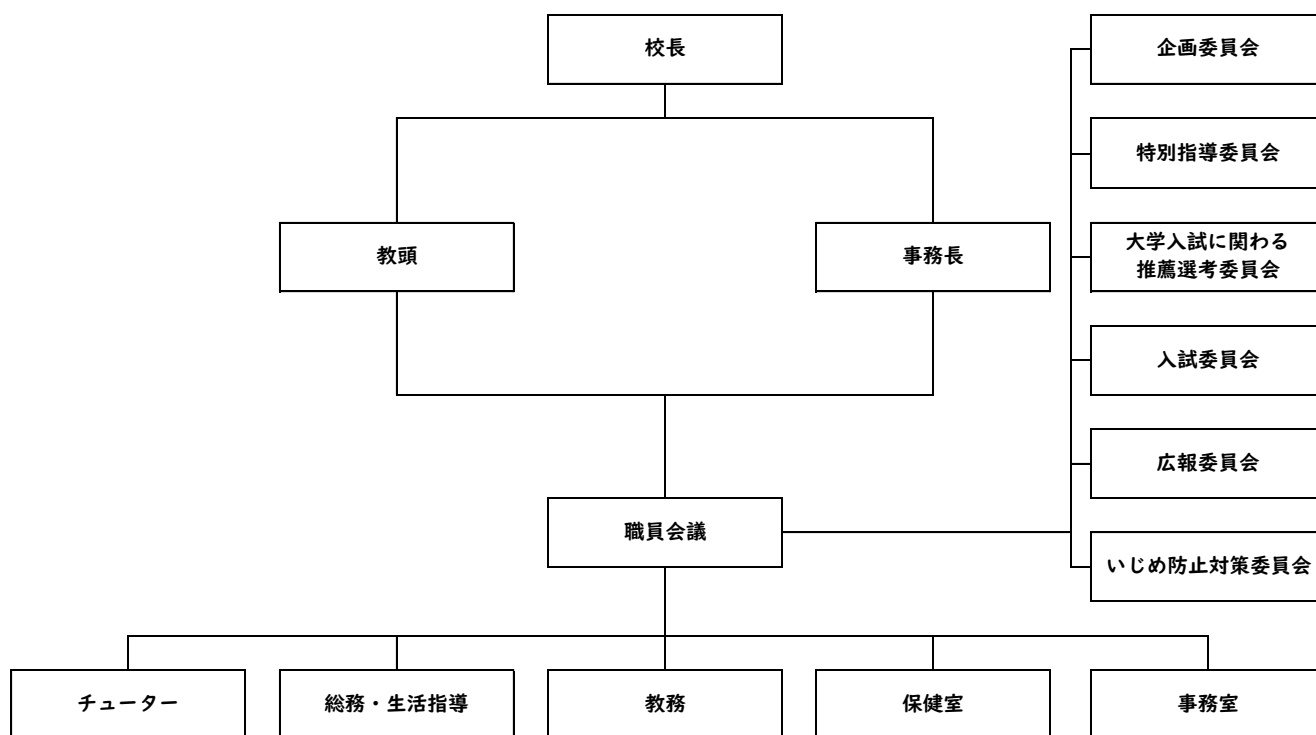 校長
企画委員会
特別指導委員会
教頭
事務長
大学入試に関わる
推薦選考委員会
入試委員会
広報委員会
職員会議
いじめ防止対策委員会
チューター
総務・生活指導
教務
保健室
事務室